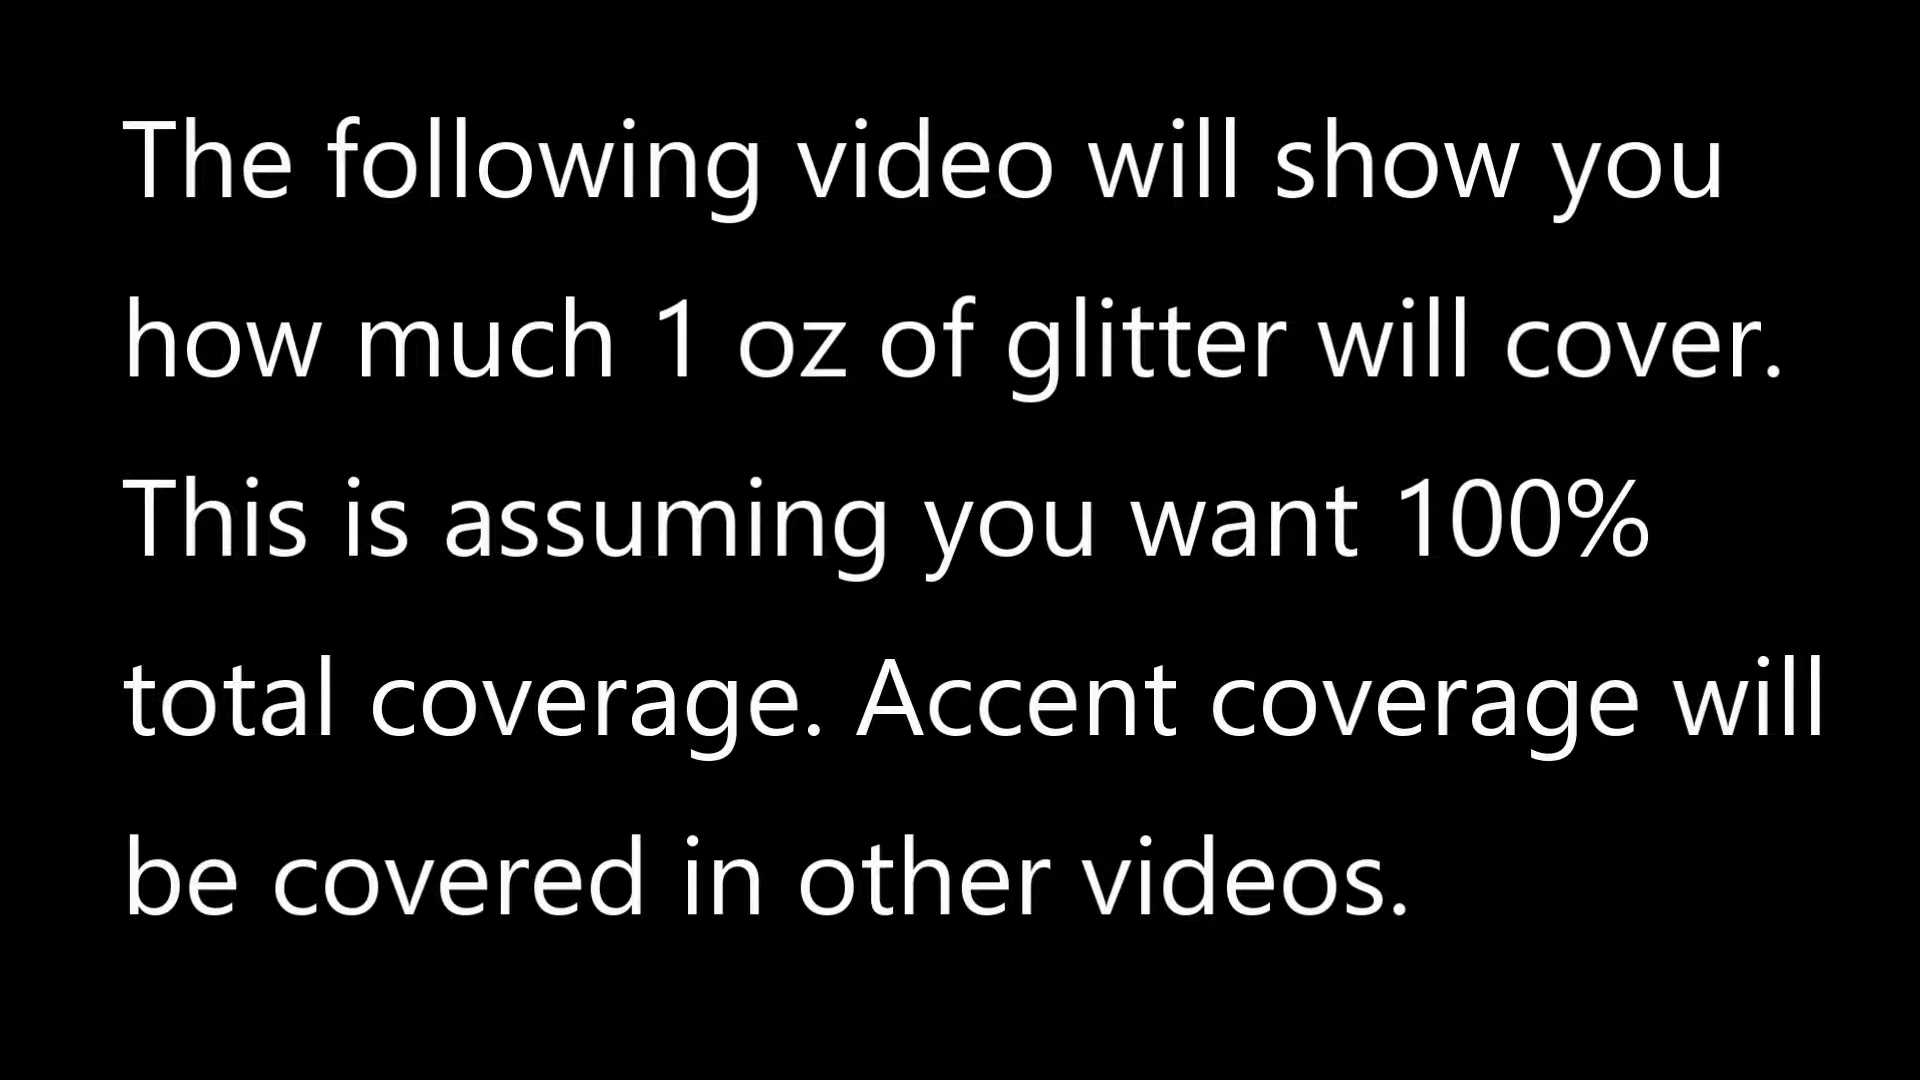 The following video will show you
how much 1 oz of glitter will cover.
This is assuming you want 100%
total coverage. Accent coverage will
be covered in other videos.